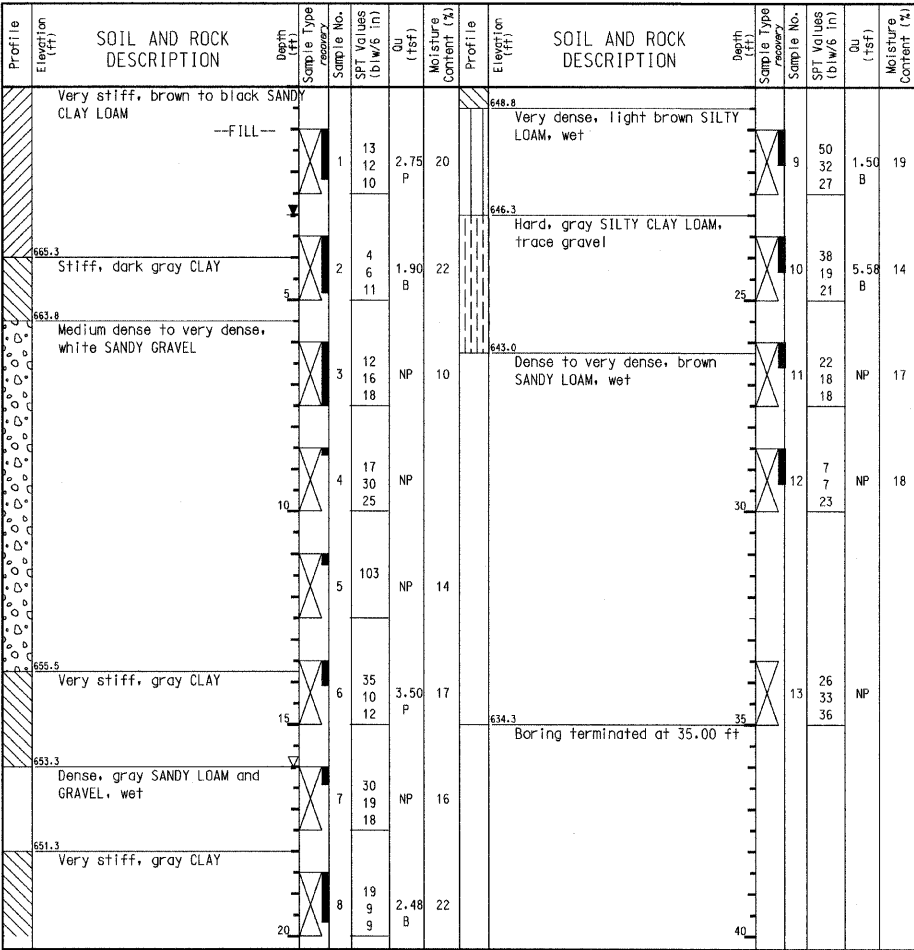 Profile
Elevation (ft)
SOIL AND ROCK
DESCRIPTION
Depth (ft)
Sample Type
recovery
Sample No.
SPT Values
(blw/6 in)
Qu
(tsf)
Moisture
Content (%)
Profile
Elevation (ft)
SOIL AND ROCK
DESCRIPTION
Depth (ft)
Sample Type
recovery
Sample No.
SPT Values
(blw/6 in)
Qu
(tsf)
Moisture
Content (%)
Very stiff, brown to black SANDY
CLAY LOAM
--FILL--
1
13
12
10
2.75
P
20
665.3
Stiff, dark gray CLAY
5
2
4
6
11
1.90
B
22
663.8
Medium dense to very dense,
white SANDY GRAVEL
3
12
16
18
NP
10
10
4
17
30
25
NP
5
103
NP
14
655.5
Very stiff, gray CLAY
15
6
35
10
12
3.50
P
17
653.3
Dense, gray SANDY LOAM and
GRAVEL, wet
7
30
19
18
NP
16
651.3
Very stiff, gray CLAY
20
8
19
9
9
2.48
B
22
648.8
Very dense, light brown SILTY
LOAM, wet
9
50
32
27
1.50
B
19
646.3
Hard, gray SILTY CLAY LOAM,
trace gravel
25
10
38
19
21
5.58
B
14
643.0
Dense to very dense, brown
SANDY LOAM, wet
11
22
18
18
NP
17
30
12
7
7
23
NP
18
13
26
33
36
NP
634.3
35
Boring terminated at 35.00 ft
40